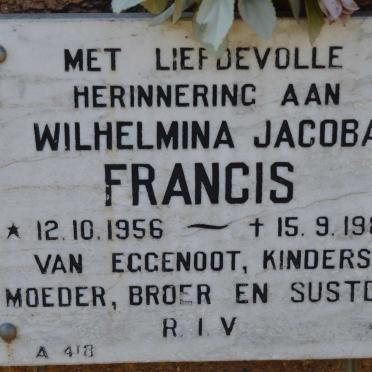 MET LIEFDEVOLLE
HERINNERING AAN
WILHELMINA JACOBA
FRANCIS
* 12.10.1956 ~ † 15.9.198
VAN EGGENOOT, KINDERS
MOEDER, BROER EN SUSTE
R.I.V
A 418